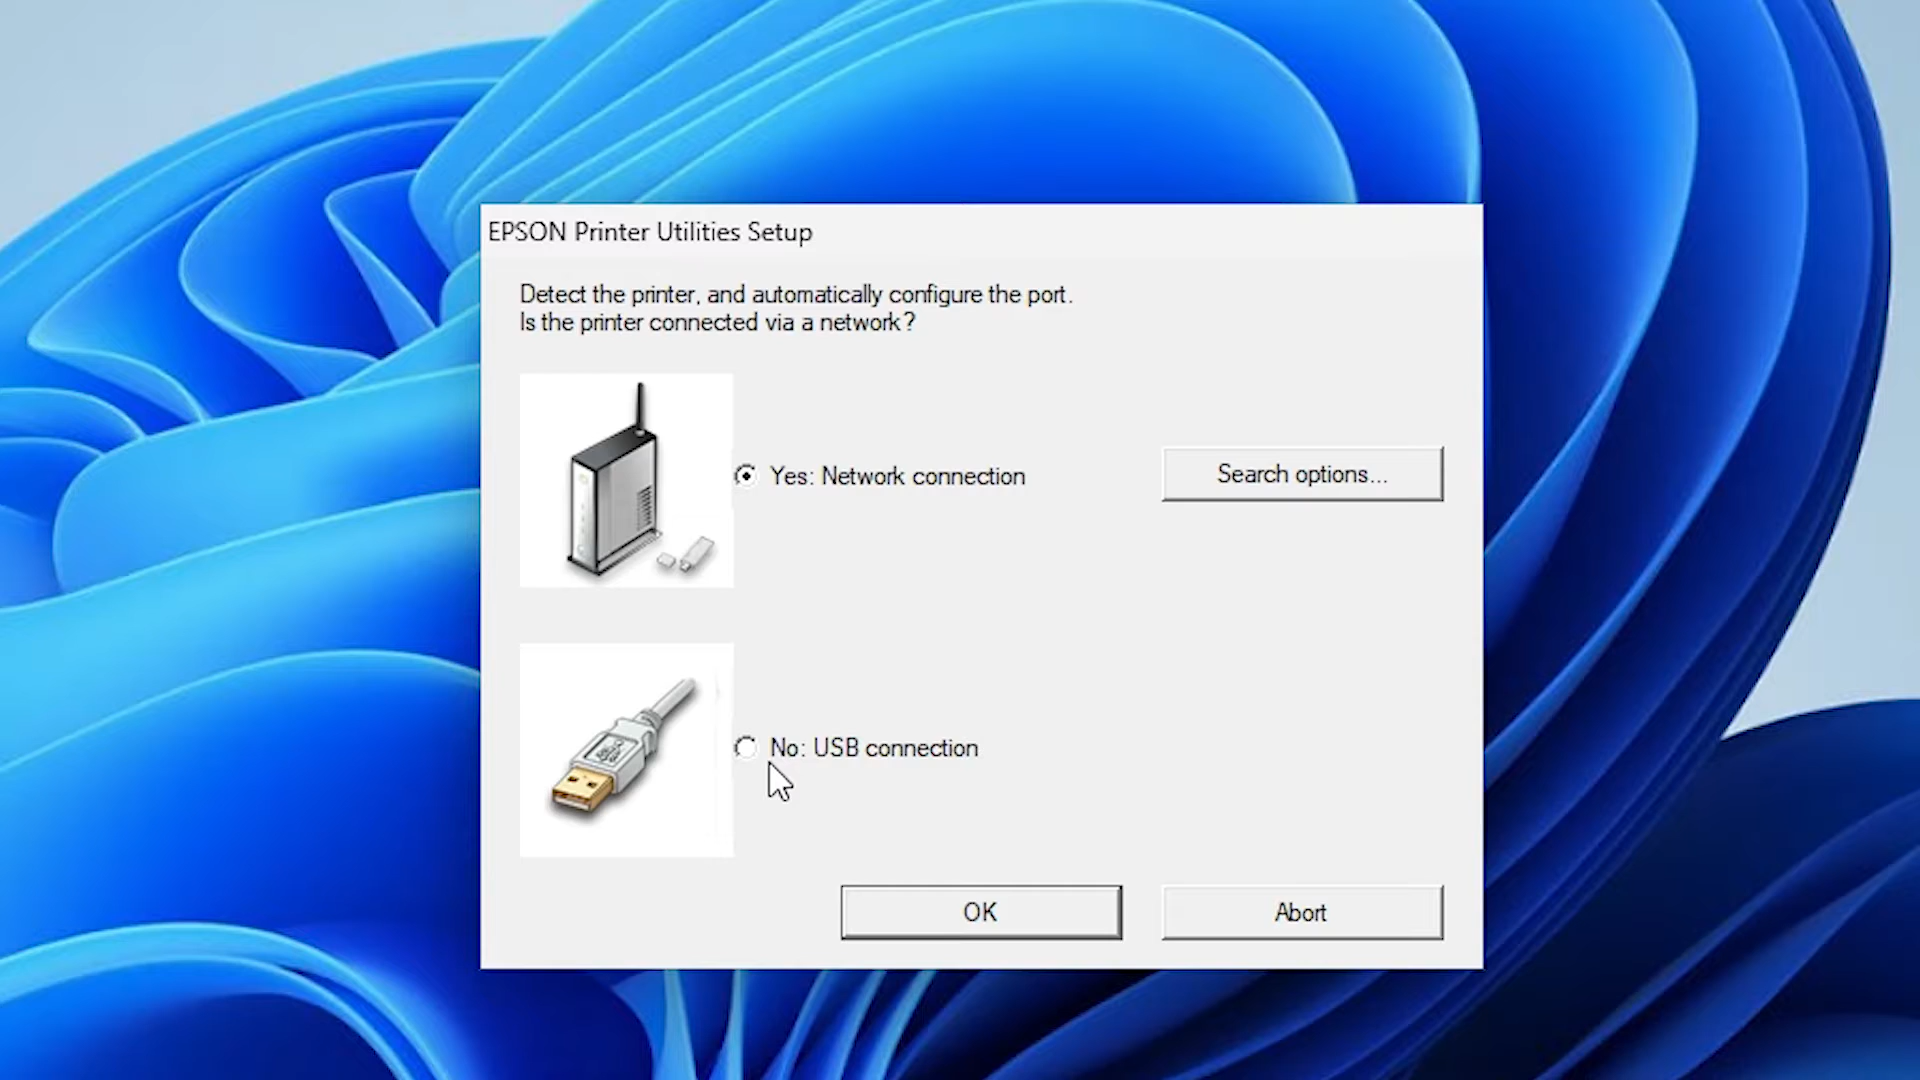 EPSON Printer Utilities Setup
Detect the printer, and automatically configure the port.
Is the printer connected via a network?
Yes: Network connection
Search options...
No: USB connection
OK
Abort